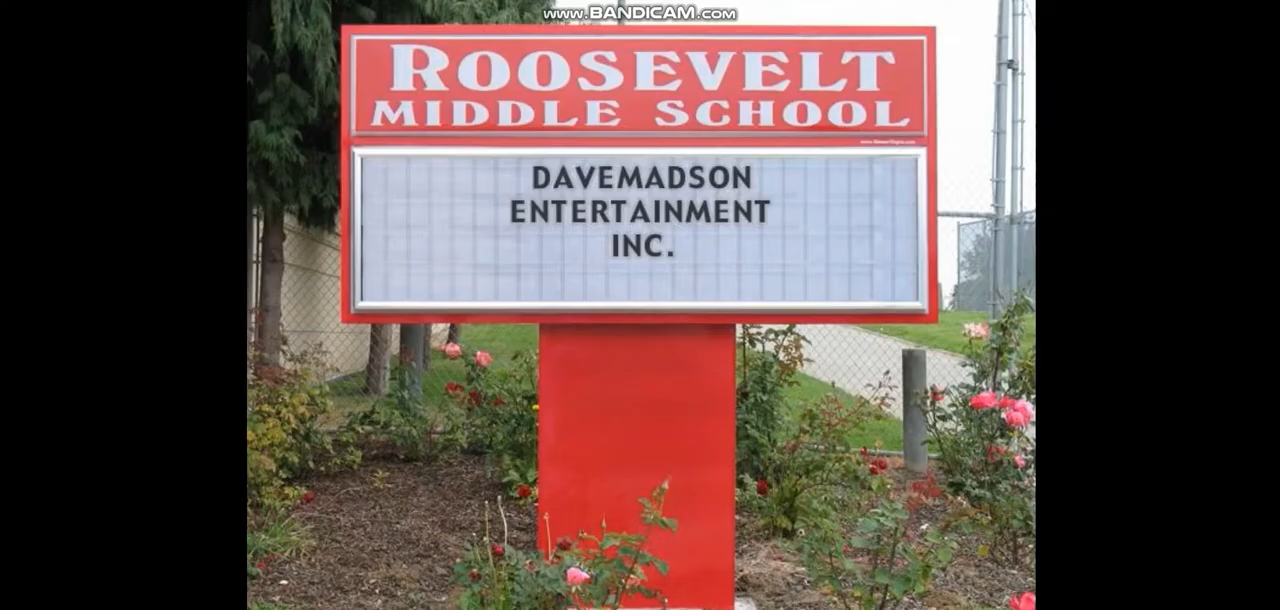 www.BANDICAM.com
ROOSEVELT
MIDDLE SCHOOL
DAVEMADSON
ENTERTAINMENT
INC.